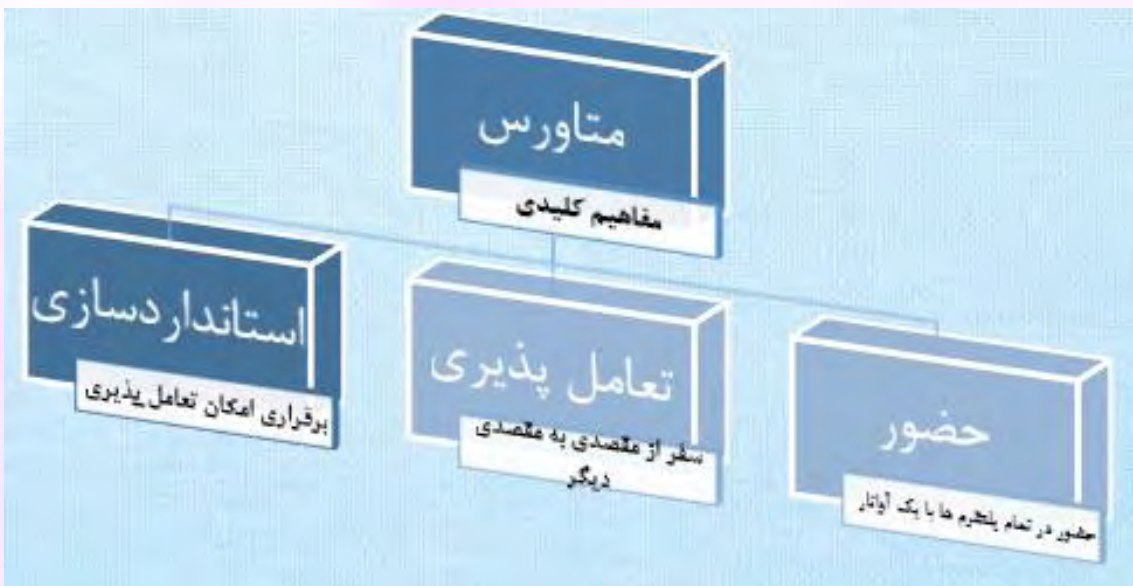 متاورس
مفاهیم کلیدی
حضور
حضور در تمام پلتفرم ها با یک آواتار
تعامل پذیری
سفر از مقصدی به مقصدی
دیگر
استانداردسازی
برقراری امکان تعامل پذیری